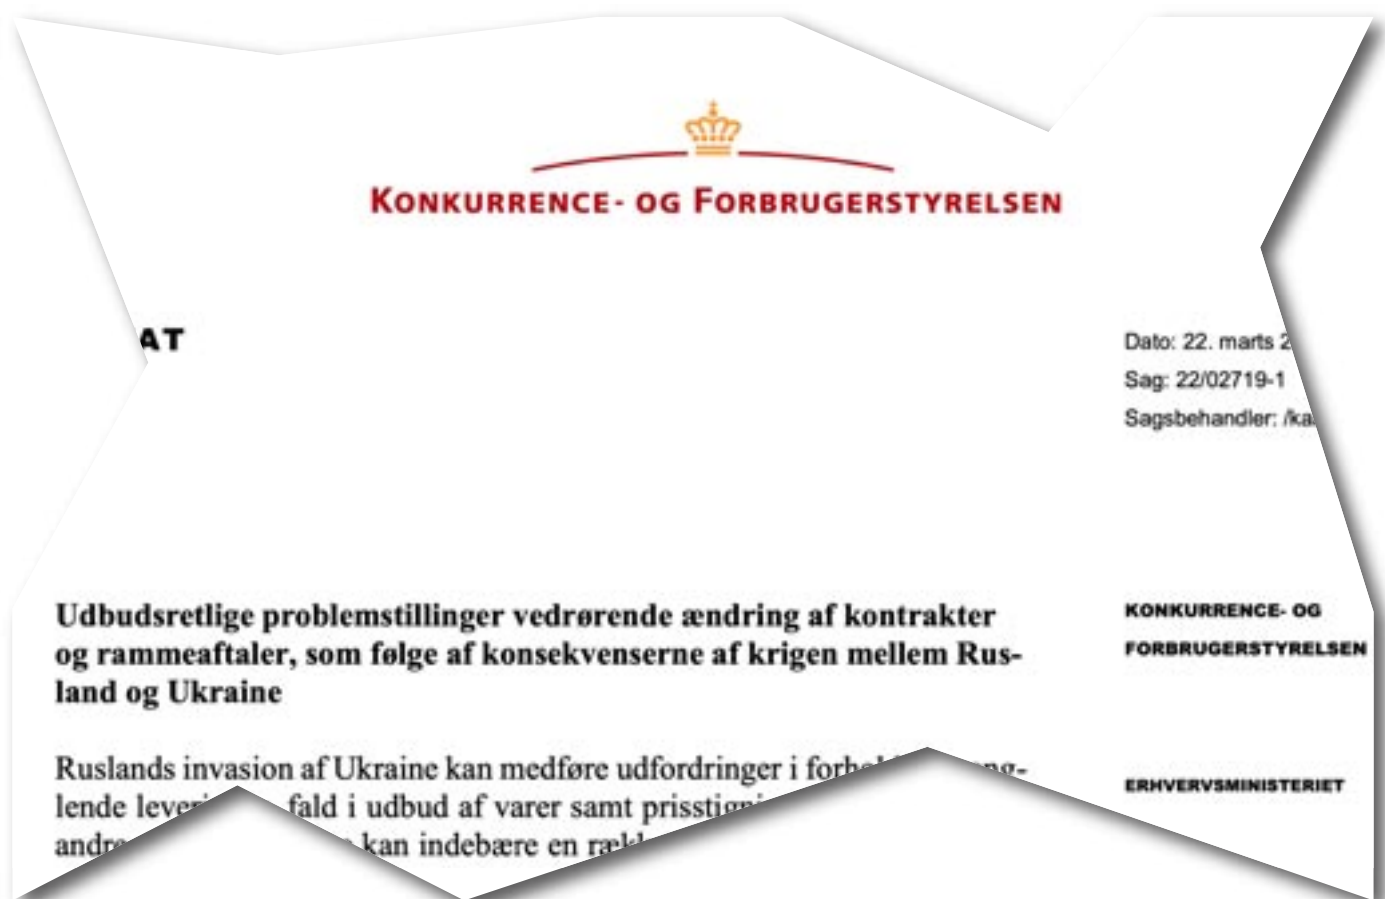 KONKURRENCE- OG FORBRUGERSTYRELSEN
Dato: 22. marts
Sag: 22/02719-1
Sagsbehandler:
Udbudsretlige problemstillinger vedrørende ændring af kontrakter
og rammeaftaler, som følge af konsekvenserne af krigen mellem Rus-
land og Ukraine
KONKURRENCE- OG
FORBRUGERSTYRELSEN
Ruslands invasion af Ukraine kan medføre udfordringer i
lende fald i udbud af varer samt
kan indebære en
ERHVERVSMINISTERIET